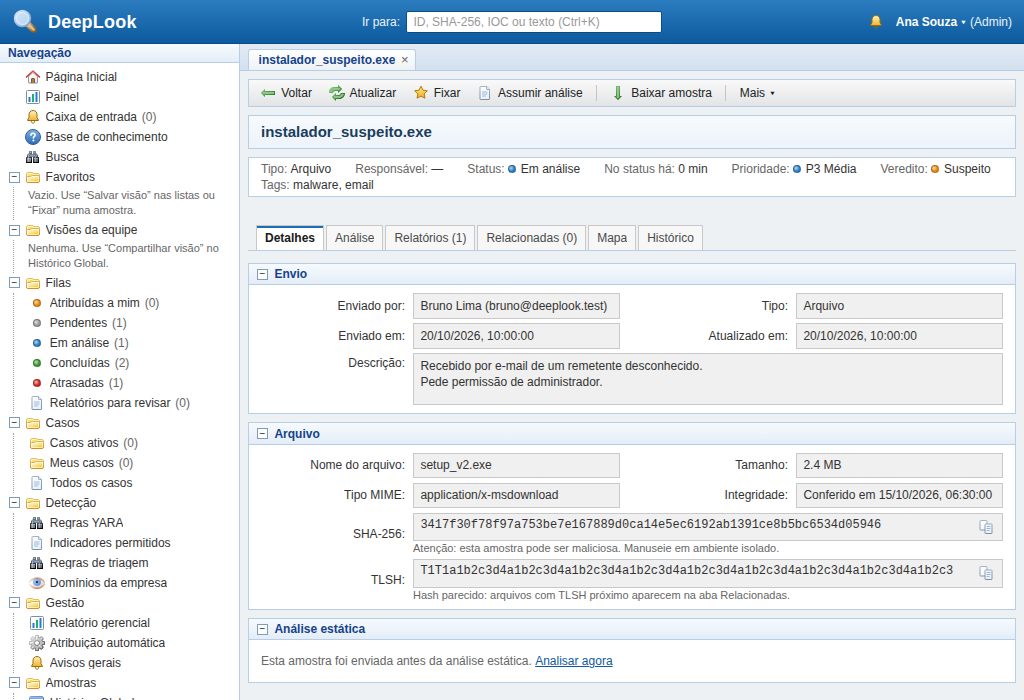 DeepLook
Ir para: ID, SHA-256, IOC ou texto (Ctrl+K)
Ana Souza (Admin)
Navegação
Página Inicial
Painel
Caixa de entrada (0)
Base de conhecimento
Busca
Favoritos
Vazio. Use “Salvar visão” nas listas ou
“Fixar” numa amostra.
Visões da equipe
Nenhuma. Use “Compartilhar visão” no
Histórico Global.
Filas
Atribuídas a mim (0)
Pendentes (1)
Em análise (1)
Concluídas (2)
Atrasadas (1)
Relatórios para revisar (0)
Casos
Casos ativos (0)
Meus casos (0)
Todos os casos
Detecção
Regras YARA
Indicadores permitidos
Regras de triagem
Domínios da empresa
Gestão
Relatório gerencial
Atribuição automática
Avisos gerais
Amostras
Histórico Global
instalador_suspeito.exe ×
Voltar Atualizar Fixar Assumir análise Baixar amostra Mais
instalador_suspeito.exe
Tipo: Arquivo Responsável: — Status: Em análise No status há: 0 min Prioridade: P3 Média Veredito: Suspeito
Tags: malware, email
Detalhes Análise Relatórios (1) Relacionadas (0) Mapa Histórico
Envio
Enviado por: Bruno Lima (bruno@deeplook.test) Tipo: Arquivo
Enviado em: 20/10/2026, 10:00:00 Atualizado em: 20/10/2026, 10:00:00
Descrição: Recebido por e-mail de um remetente desconhecido.
Pede permissão de administrador.
Arquivo
Nome do arquivo: setup_v2.exe Tamanho: 2.4 MB
Tipo MIME: application/x-msdownload Integridade: Conferido em 15/10/2026, 06:30:00
SHA-256: 3417f30f78f97a753be7e167889d0ca14e5ec6192ab1391ce8b5bc6534d05946
Atenção: esta amostra pode ser maliciosa. Manuseie em ambiente isolado.
TLSH: T1T1a1b2c3d4a1b2c3d4a1b2c3d4a1b2c3d4a1b2c3d4a1b2c3d4a1b2c3d4a1b2c3d4a1b2c3
Hash parecido: arquivos com TLSH próximo aparecem na aba Relacionadas.
Análise estática
Esta amostra foi enviada antes da análise estática. Analisar agora